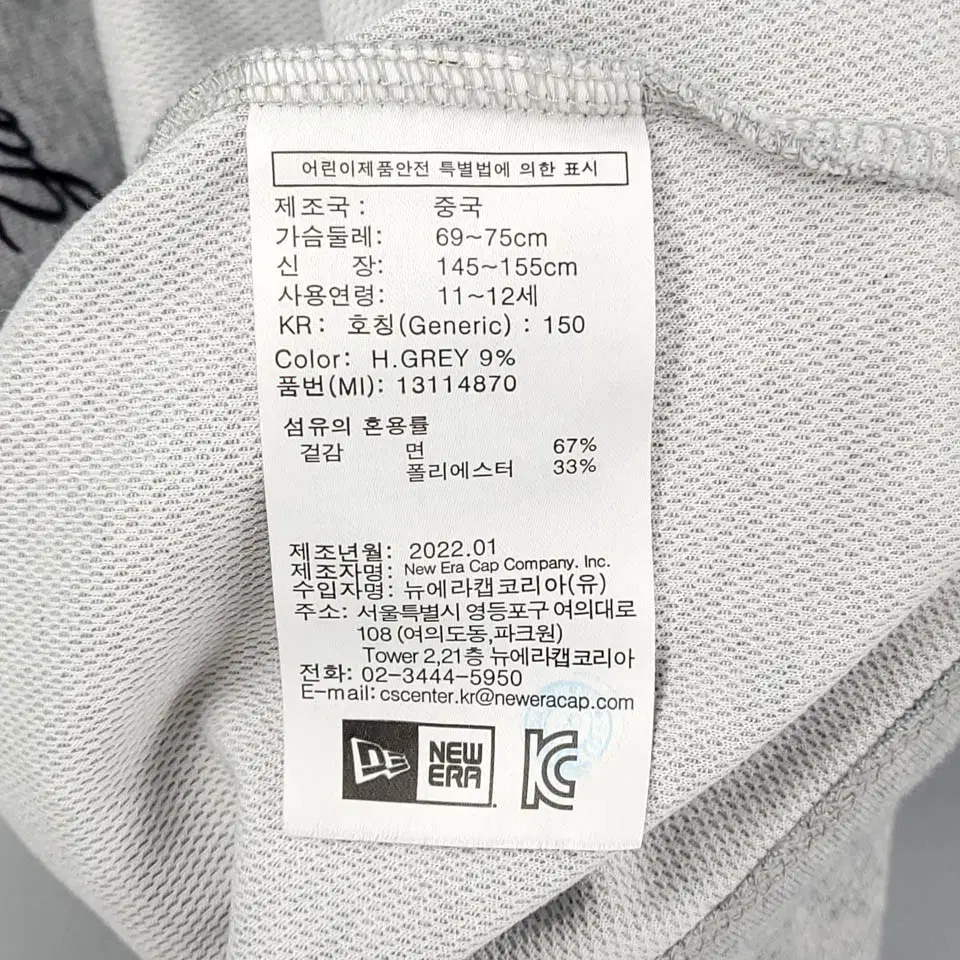 어린이제품안전 특별법에 의한 표시
제조국: 중국
가슴둘레: 69~75cm
신 장: 145~155cm
사용연령: 11~12세
KR: 호칭(Generic) : 150
Color: H.GREY 9%
품번(MI): 13114870
섬유의 혼용률
겉감 면 67%
폴리에스터 33%
제조년월: 2022.01
제조자명: New Era Cap Company. Inc.
수입자명: 뉴에라캡코리아(유)
주소: 서울특별시 영등포구 여의대로
108 (여의도동,파크원)
Tower 2,21층 뉴에라캡코리아
전화: 02-3444-5950
E-mail: cscenter.kr@neweracap.com
NEW
ERA